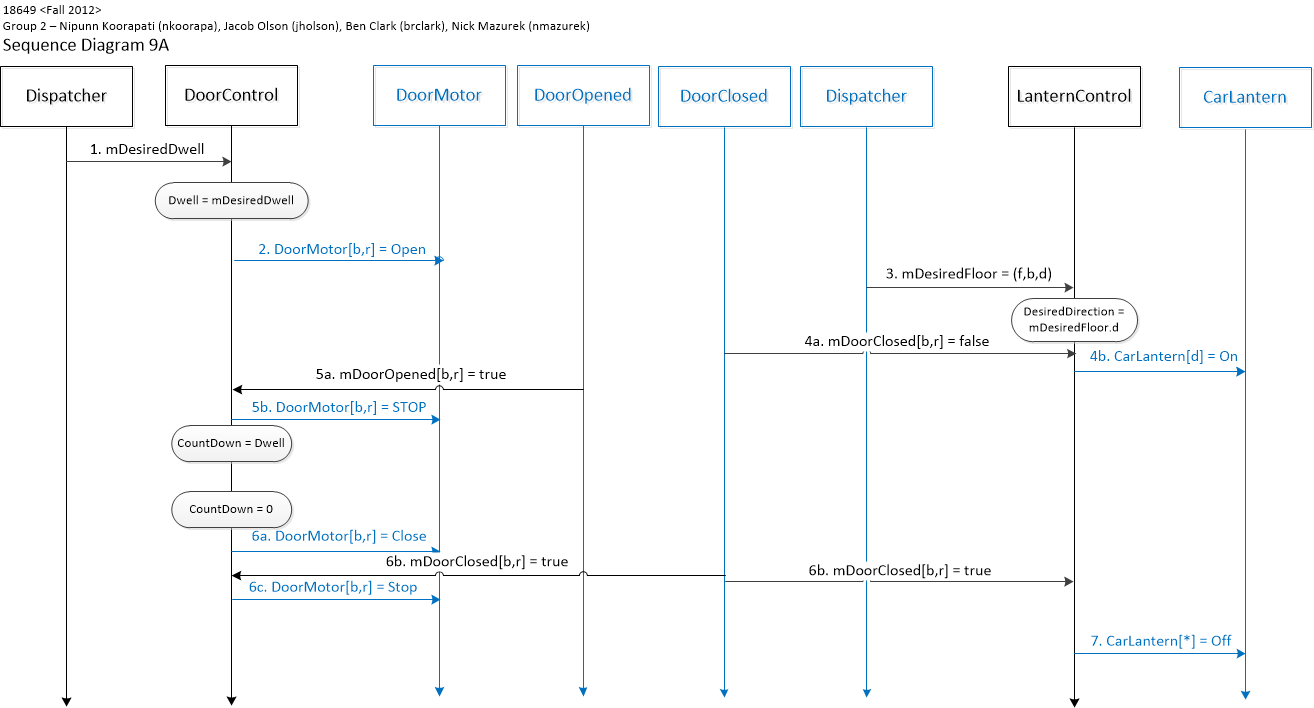 18649 <Fall 2012>
Group 2 – Nipunn Koorapati (nkoorapa), Jacob Olson (jholson), Ben Clark (brclark), Nick Mazurek (nmazurek)
Sequence Diagram 9A
Dispatcher
DoorControl
DoorMotor
DoorOpened
DoorClosed
Dispatcher
LanternControl
CarLantern
1. mDesiredDwell
Dwell = mDesiredDwell
2. DoorMotor[b,r] = Open
3. mDesiredFloor = (f,b,d)
DesiredDirection =
mDesiredFloor.d
4a. mDoorClosed[b,r] = false
4b. CarLantern[d] = On
5a. mDoorOpened[b,r] = true
5b. DoorMotor[b,r] = STOP
CountDown = Dwell
CountDown = 0
6a. DoorMotor[b,r] = Close
6b. mDoorClosed[b,r] = true
6b. mDoorClosed[b,r] = true
6c. DoorMotor[b,r] = Stop
7. CarLantern[*] = Off